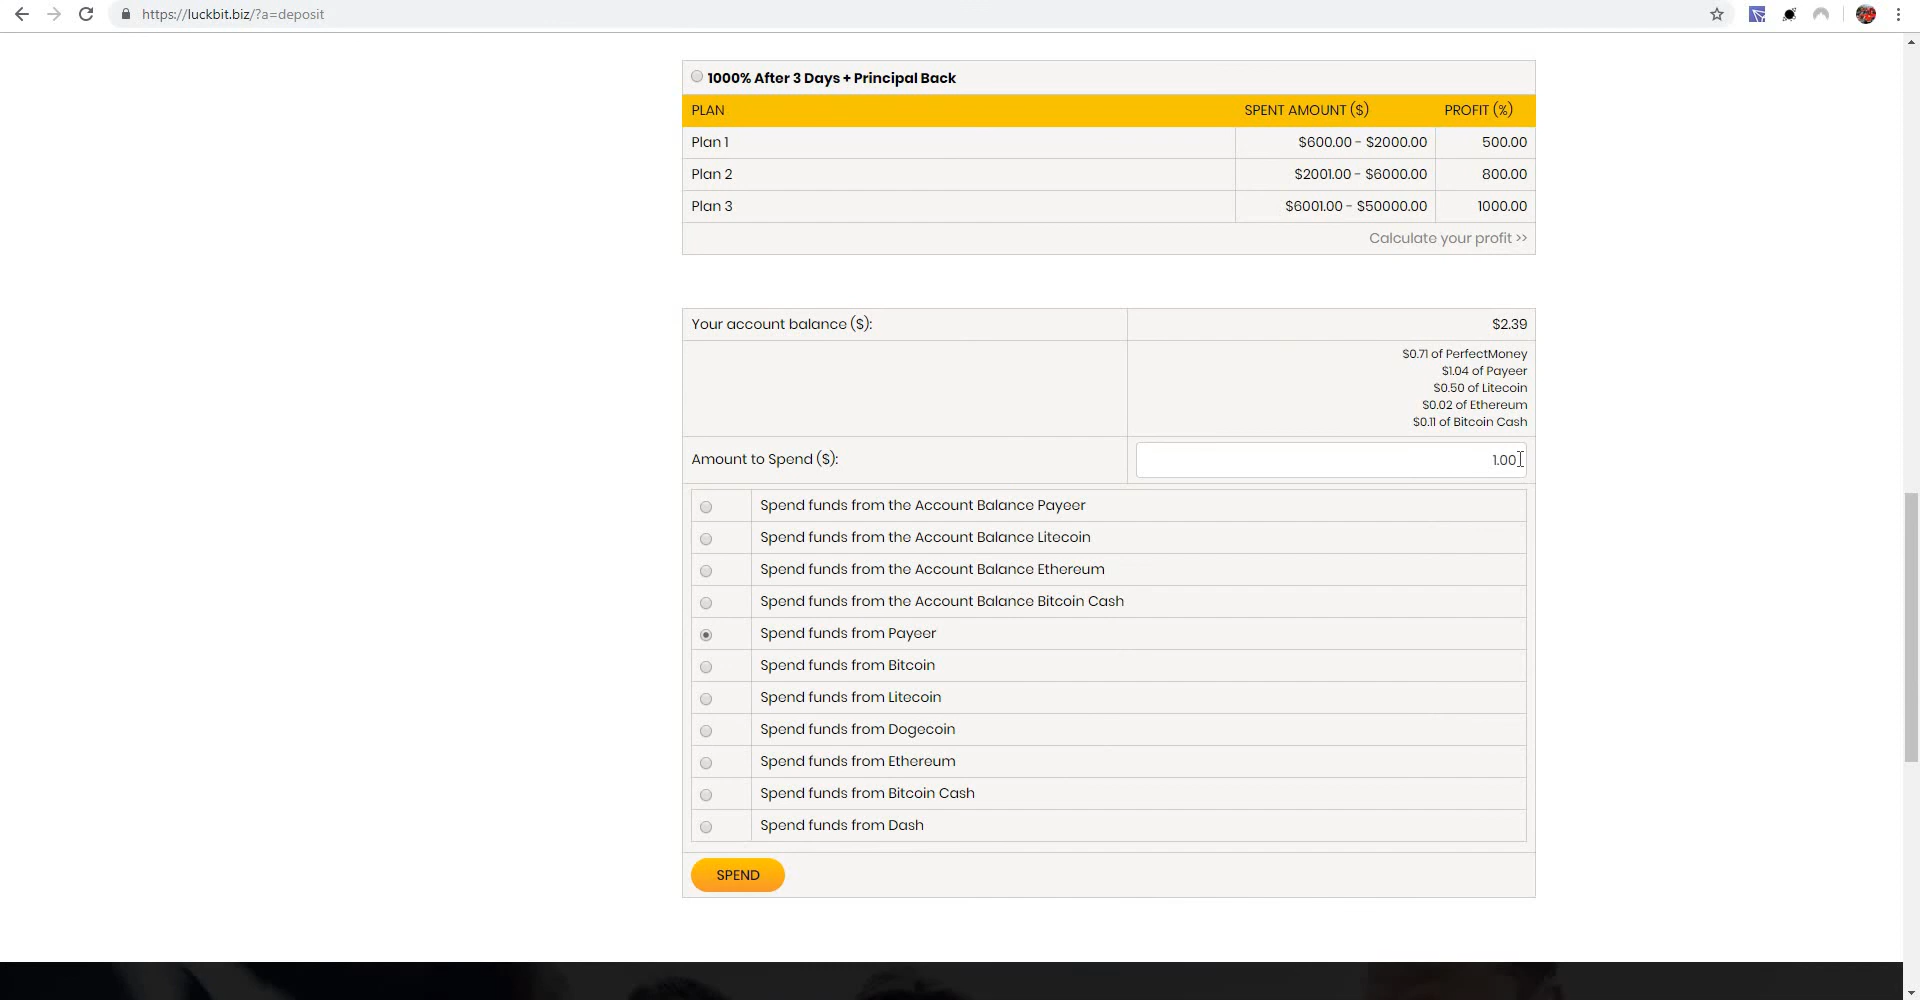 https://luckbit.biz/?a=deposit
1000% After 3 Days + Principal Back
PLAN SPENT AMOUNT ($) PROFIT (%)
Plan 1 $600.00 - $2000.00 500.00
Plan 2 $2001.00 - $6000.00 800.00
Plan 3 $6001.00 - $50000.00 1000.00
Calculate your profit >>
Your account balance ($): $2.39
$0.71 of PerfectMoney
$1.04 of Payeer
$0.50 of Litecoin
$0.02 of Ethereum
$0.11 of Bitcoin Cash
Amount to Spend ($): 1.00
Spend funds from the Account Balance Payeer
Spend funds from the Account Balance Litecoin
Spend funds from the Account Balance Ethereum
Spend funds from the Account Balance Bitcoin Cash
Spend funds from Payeer
Spend funds from Bitcoin
Spend funds from Litecoin
Spend funds from Dogecoin
Spend funds from Ethereum
Spend funds from Bitcoin Cash
Spend funds from Dash
SPEND